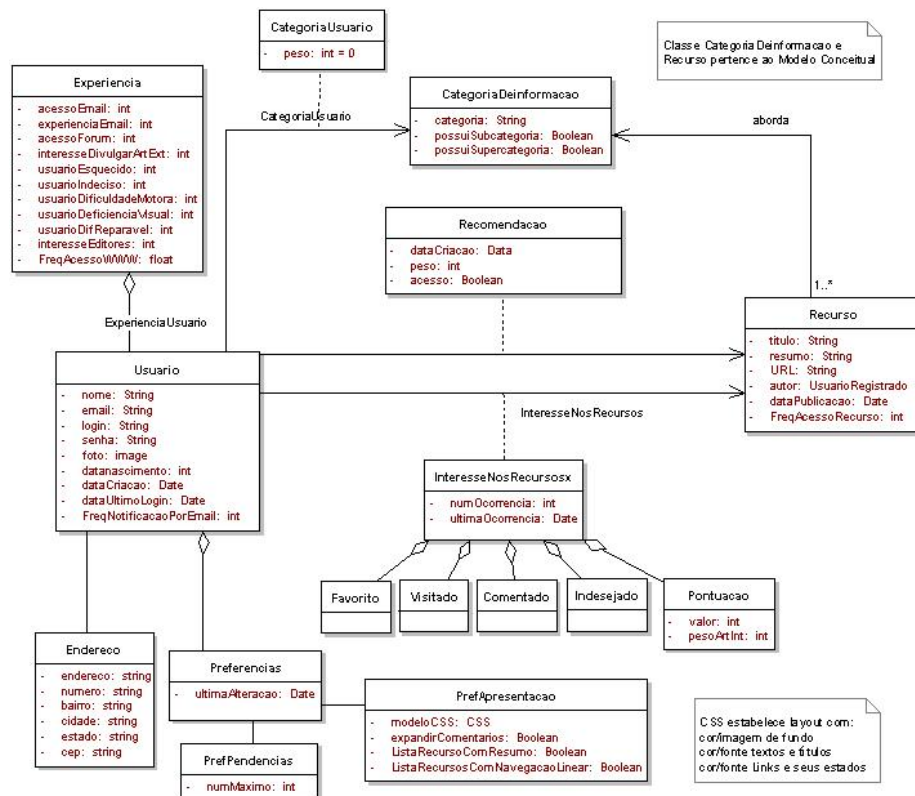 CategoriaUsuario
- peso: int = 0
Classe CategoriaDeinformacao e
Recurso pertence ao Modelo Conceitual
Experiencia
- acessoEmail: int
- experienciaEmail: int
- acessoForum: int
- interesseDivulgarArtExt: int
- usuarioEsquecido: int
- usuarioIndeciso: int
- usuarioDificuldadeMotora: int
- usuarioDeficienciaVisual: int
- usuarioDifReparavel: int
- interesseEditores: int
- FreqAcessoWWW: float
CategoriaUsuario
CategoriaDeinformacao
- categoria: String
- possuiSubcategoria: Boolean
- possuiSupercategoria: Boolean
aborda
Recomendacao
- dataCriacao: Data
- peso: int
- acesso: Boolean
1..*
ExperienciaUsuario
Recurso
- titulo: String
- resumo: String
- URL: String
- autor: UsuarioRegistrado
- dataPublicacao: Date
- FreqAcessoRecurso: int
Usuario
- nome: String
- email: String
- login: String
- senha: String
- foto: image
- datanascimento: int
- dataCriacao: Date
- dataUltimoLogin: Date
- FreqNotificacaoPorEmail: int
InteresseNosRecursos
InteresseNosRecursosx
- numOcorrencia: int
- ultimaOcorrencia: Date
Favorito
Visitado
Comentado
Indesejado
Pontuacao
- valor: int
- pesoArtInt: int
Endereco
- endereco: string
- numero: string
- bairro: string
- cidade: string
- estado: string
- cep: string
Preferencias
- ultimaAlteracao: Date
PrefApresentacao
- modeloCSS: CSS
- expandirComentarios: Boolean
- ListaRecursoComResumo: Boolean
- ListaRecursosComNavegacaoLinear: Boolean
PrefPendencias
- numMaximo: int
CSS estabelece layout com:
cor/imagem de fundo
cor/fonte textos e títulos
cor/fonte Links e seus estados